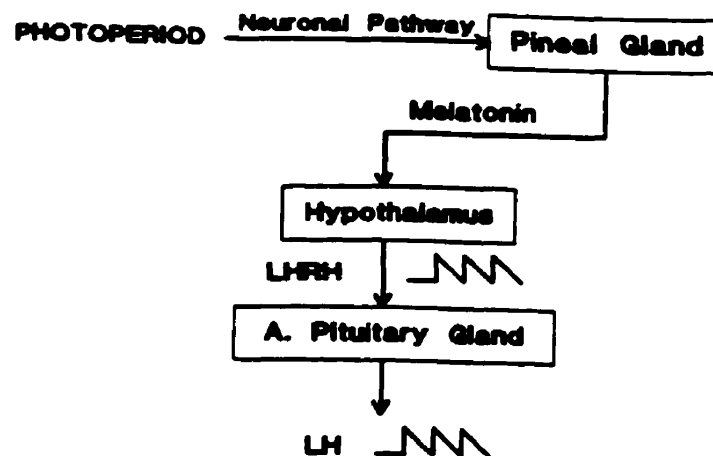 PHOTOPERIOD
Neuronal Pathway
Pineal Gland
Melatonin
Hypothalamus
LHRH
A. Pituitary Gland
LH